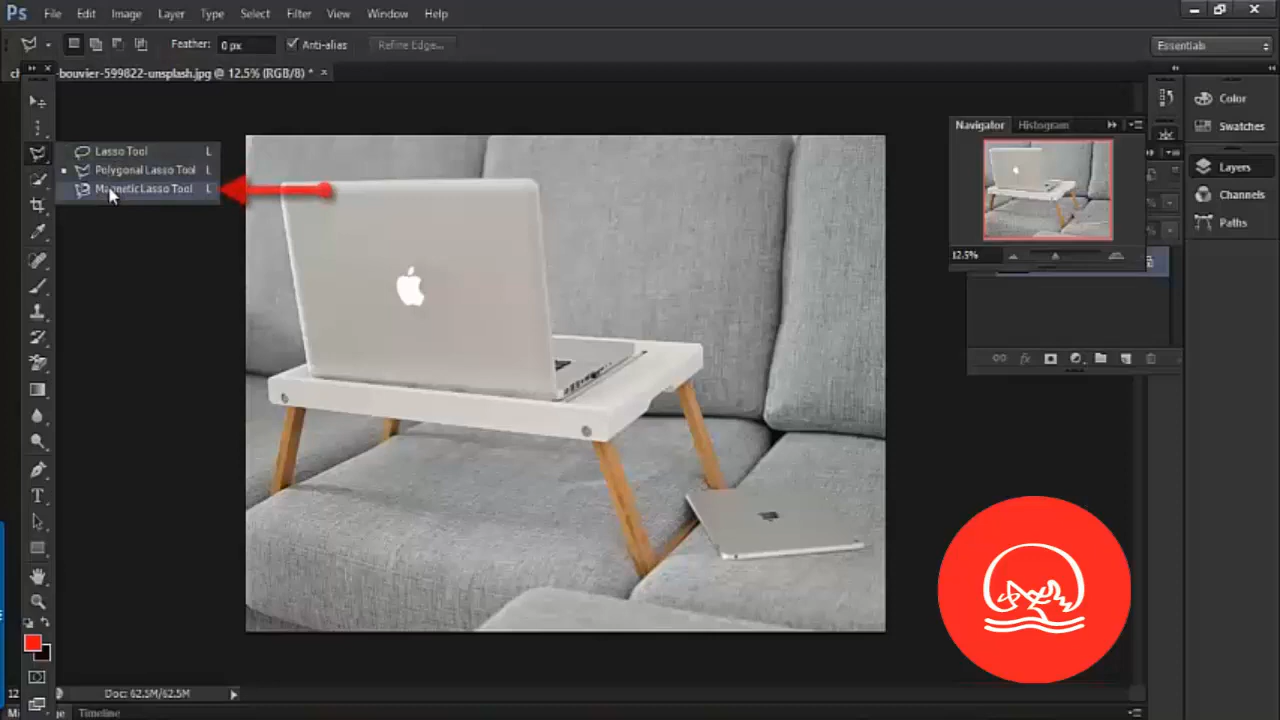 Ps File Edit Image Layer Type Select Filter View Window Help
Feather: 0 px Anti-alias Refine Edge... Essentials
-bouvier-599822-unsplash.jpg @ 12.5% (RGB/8) *
Lasso Tool L
Polygonal Lasso Tool L
Magnetic Lasso Tool L
Navigator Histogram
12.5%
Color
Swatches
Layers
Channels
Paths
fx
T
Doc: 62.5M/62.5M
Timeline